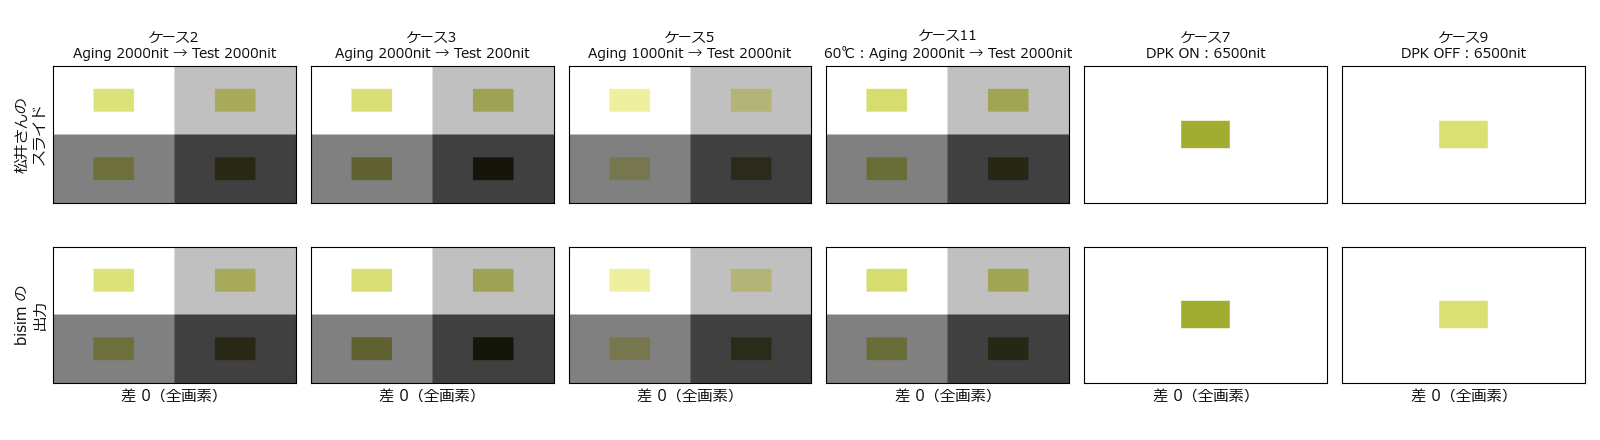 ケース2
Aging 2000nit → Test 2000nit
ケース3
Aging 2000nit → Test 200nit
ケース5
Aging 1000nit → Test 2000nit
ケース11
60℃ : Aging 2000nit → Test 2000nit
ケース7
DPK ON : 6500nit
ケース9
DPK OFF : 6500nit
松井さんの
スライド
bisim の
出力
差 0（全画素）
差 0（全画素）
差 0（全画素）
差 0（全画素）
差 0（全画素）
差 0（全画素）